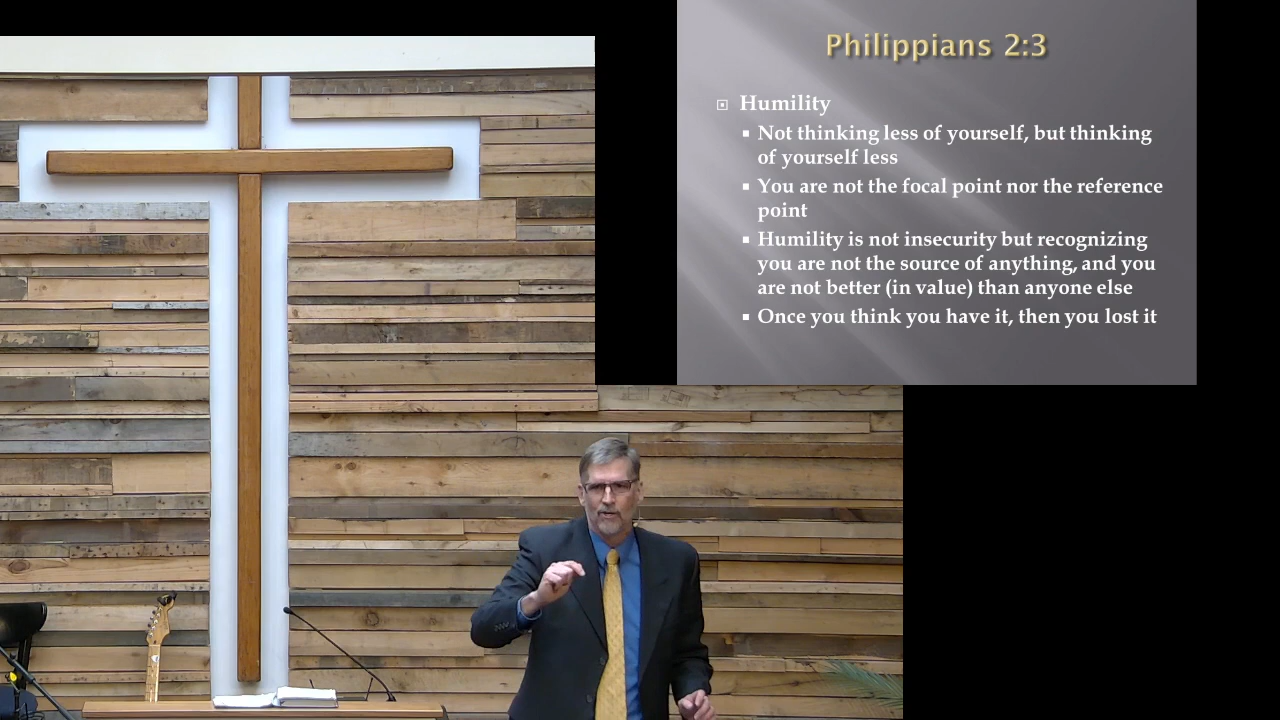 Philippians 2:3
Humility
Not thinking less of yourself, but thinking
of yourself less
You are not the focal point nor the reference
point
Humility is not insecurity but recognizing
you are not the source of anything, and you
are not better (in value) than anyone else
Once you think you have it, then you lost it